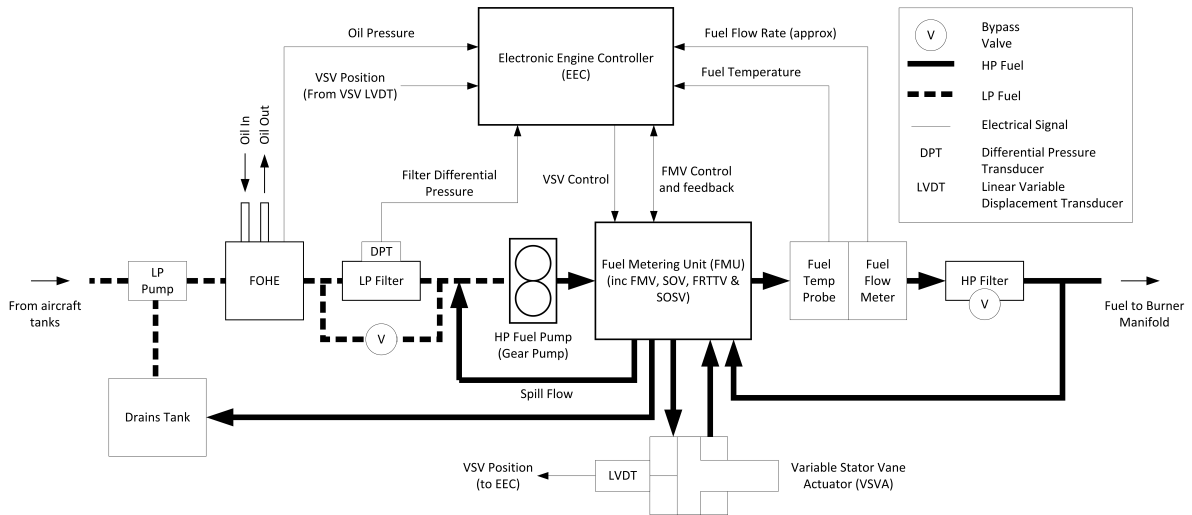 Oil Pressure
VSV Position
(From VSV LVDT)
Oil In
Oil Out
Electronic Engine Controller
(EEC)
Fuel Flow Rate (approx)
Fuel Temperature
V
Bypass
Valve
HP Fuel
LP Fuel
Electrical Signal
DPT
Differential Pressure
Transducer
LVDT
Linear Variable
Displacement Transducer
Filter Differential
Pressure
VSV Control
FMV Control
and feedback
From aircraft
tanks
LP
Pump
FOHE
DPT
LP Filter
V
HP Fuel Pump
(Gear Pump)
Fuel Metering Unit (FMU)
(inc FMV, SOV, FRTTV &
SOSV)
Fuel
Temp
Probe
Fuel
Flow
Meter
HP Filter
V
Fuel to Burner
Manifold
Spill Flow
Drains Tank
VSV Position
(to EEC)
LVDT
Variable Stator Vane
Actuator (VSVA)